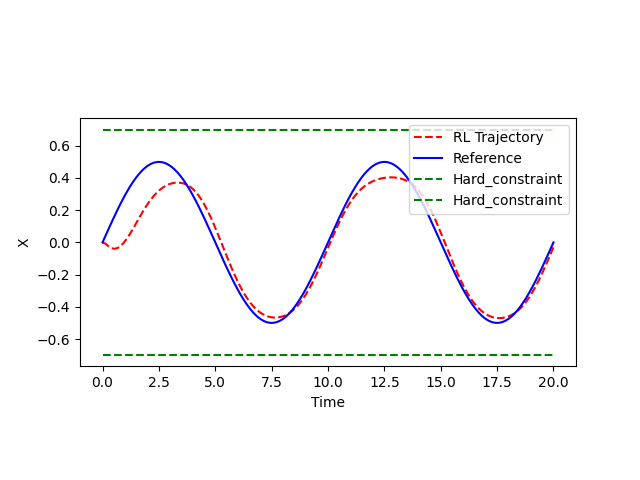 RL Trajectory
Reference
Hard_constraint
Hard_constraint
X
0.6
0.4
0.2
0.0
−0.2
−0.4
−0.6
0.0 2.5 5.0 7.5 10.0 12.5 15.0 17.5 20.0
Time